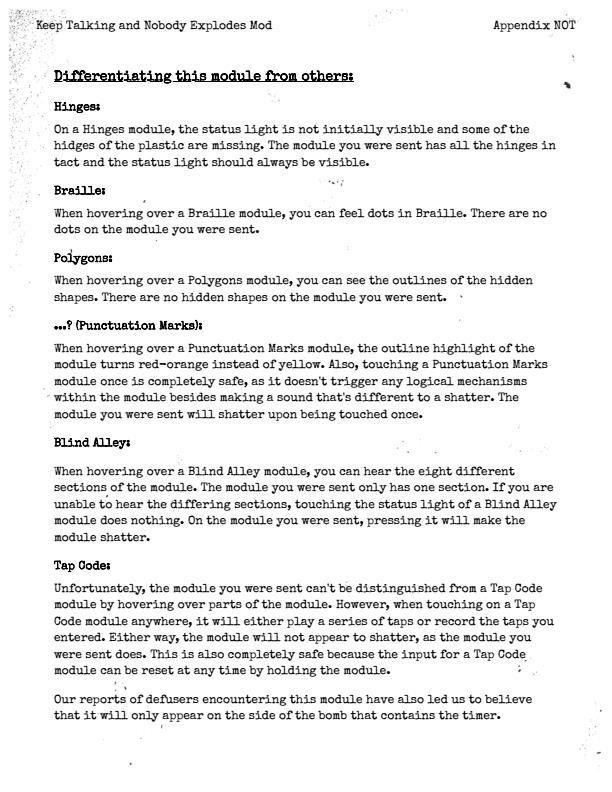 Keep Talking and Nobody Explodes Mod Appendix NOT
Differentiating this module from others:
Hinges:
On a Hinges module, the status light is not initially visible and some of the
hidges of the plastic are missing. The module you were sent has all the hinges in
tact and the status light should always be visible.
Braille:
When hovering over a Braille module, you can feel dots in Braille. There are no
dots on the module you were sent.
Polygons:
When hovering over a Polygons module, you can see the outlines of the hidden
shapes. There are no hidden shapes on the module you were sent.
...? (Punctuation Marks):
When hovering over a Punctuation Marks module, the outline highlight of the
module turns red-orange instead of yellow. Also, touching a Punctuation Marks
module once is completely safe, as it doesn't trigger any logical mechanisms
within the module besides making a sound that's different to a shatter. The
module you were sent will shatter upon being touched once.
Blind Alley:
When hovering over a Blind Alley module, you can hear the eight different
sections of the module. The module you were sent only has one section. If you are
unable to hear the differing sections, touching the status light of a Blind Alley
module does nothing. On the module you were sent, pressing it will make the
module shatter.
Tap Code:
Unfortunately, the module you were sent can't be distinguished from a Tap Code
module by hovering over parts of the module. However, when touching on a Tap
Code module anywhere, it will either play a series of taps or record the taps you
entered. Either way, the module will not appear to shatter, as the module you
were sent does. This is also completely safe because the input for a Tap Code
module can be reset at any time by holding the module.
Our reports of defusers encountering this module have also led us to believe
that it will only appear on the side of the bomb that contains the timer.